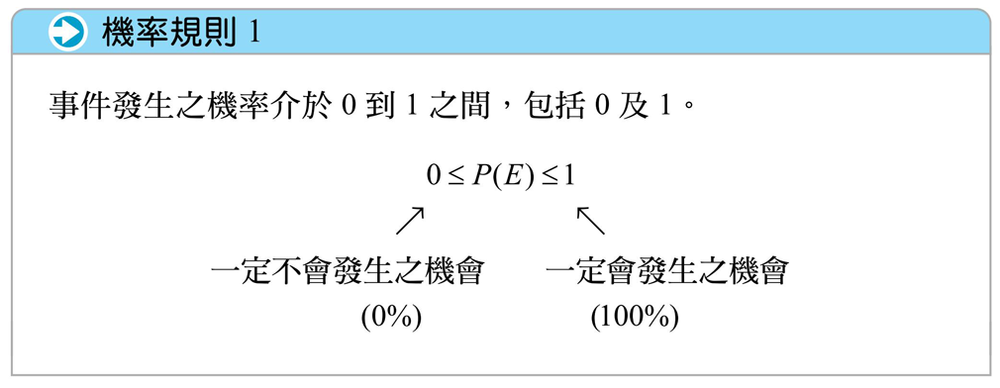 機率規則 1
事件發生之機率介於 0 到 1 之間，包括 0 及 1。
0 ≤ P(E) ≤ 1
↗ ↖
一定不會發生之機會 一定會發生之機會
(0%) (100%)